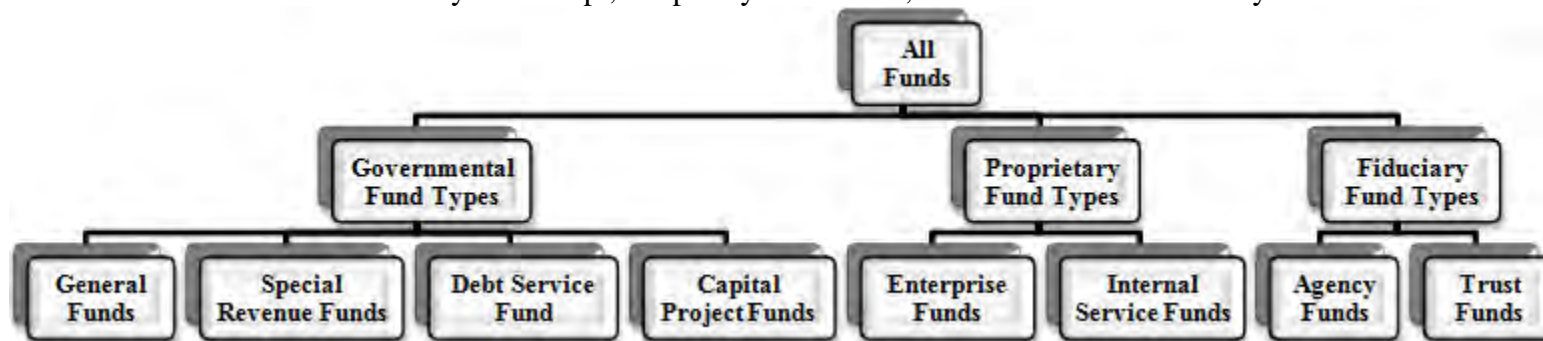 All
Funds
Governmental
Fund Types
Proprietary
Fund Types
Fiduciary
Fund Types
General
Funds
Special
Revenue Funds
Debt Service
Fund
Capital
Project Funds
Enterprise
Funds
Internal
Service Funds
Agency
Funds
Trust
Funds